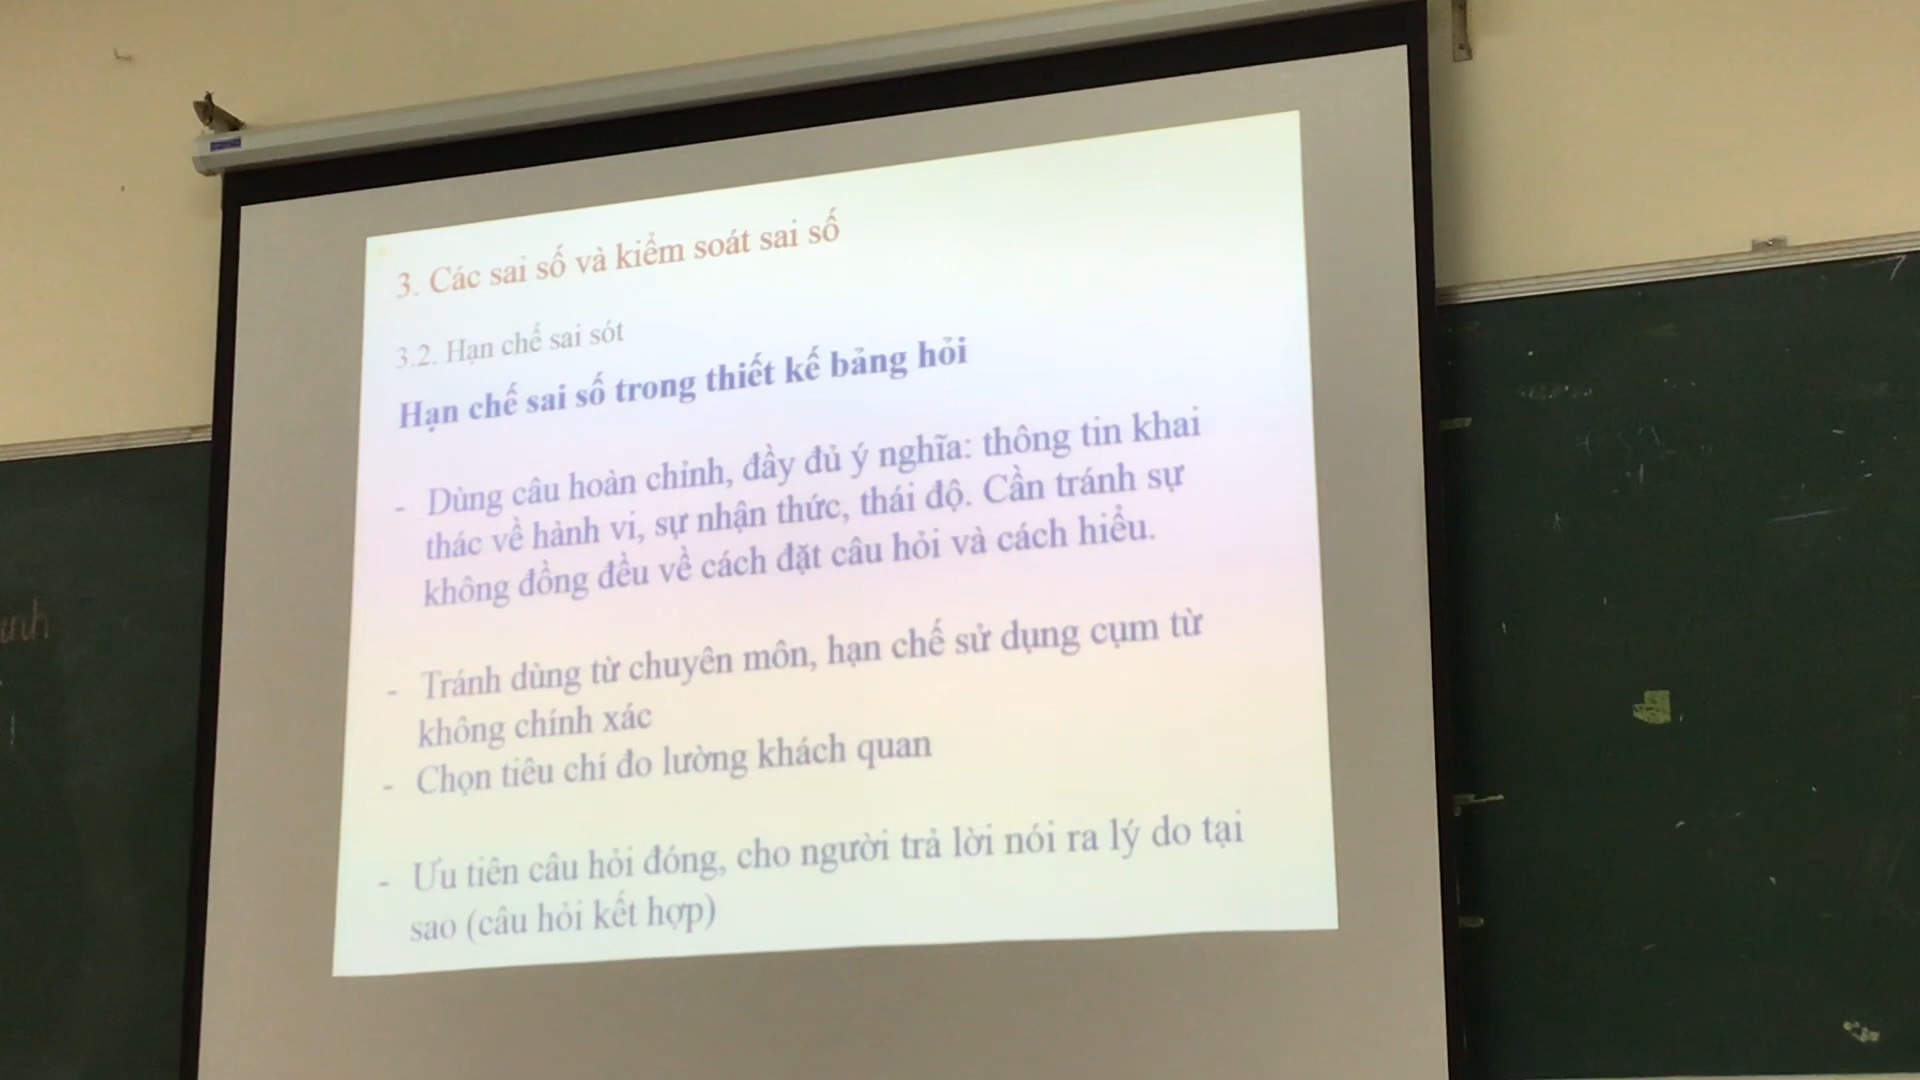 3. Các sai số và kiểm soát sai số
3.2. Hạn chế sai sót
Hạn chế sai số trong thiết kế bảng hỏi
- Dùng câu hoàn chỉnh, đầy đủ ý nghĩa: thông tin khai
thác về hành vi, sự nhận thức, thái độ. Cần tránh sự
không đồng đều về cách đặt câu hỏi và cách hiểu.
- Tránh dùng từ chuyên môn, hạn chế sử dụng cụm từ
không chính xác
- Chọn tiêu chí đo lường khách quan
- Ưu tiên câu hỏi đóng, cho người trả lời nói ra lý do tại
sao (câu hỏi kết hợp)